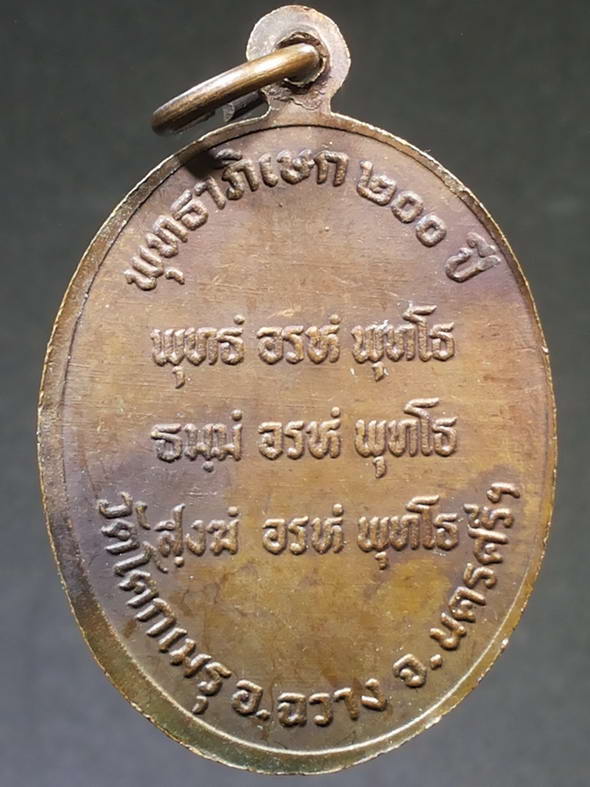 พุทธาภิเษก ๒๐๐ ปี
พุทธํ อรหํ พุทโธ
ธมฺมํ อรหํ พุทโธ
สงฺฆํ อรหํ พุทโธ
วัดโคกเมรุ อ.ฉวาง จ.นครศรีฯ